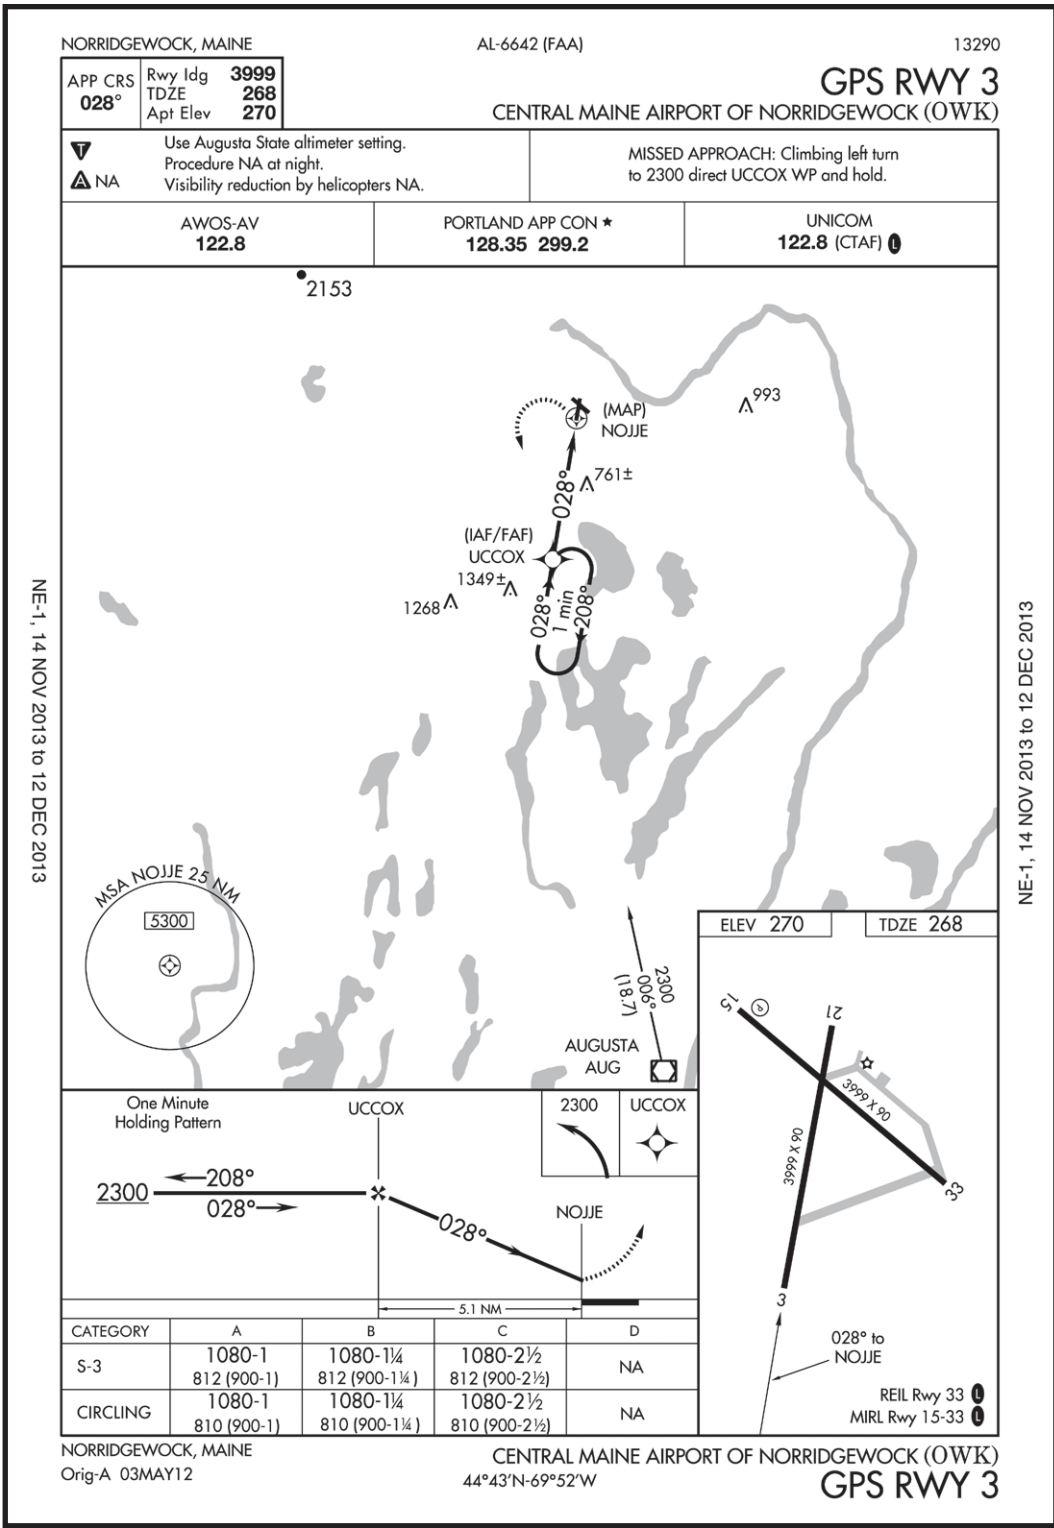 NORRIDGEWOCK, MAINE
AL-6642 (FAA)
13290
APP CRS
028°
Rwy ldg 3999
TDZE 268
Apt Elev 270
GPS RWY 3
CENTRAL MAINE AIRPORT OF NORRIDGEWOCK (OWK)
T
A NA
Use Augusta State altimeter setting.
Procedure NA at night.
Visibility reduction by helicopters NA.
MISSED APPROACH: Climbing left turn
to 2300 direct UCCOX WP and hold.
AWOS-AV
122.8
PORTLAND APP CON ★
128.35 299.2
UNICOM
122.8 (CTAF) L
2153
993
(MAP)
NOJJE
761±
028°
(IAF/FAF)
UCCOX
1349±
1268
028°
1 min
208°
NE-1, 14 NOV 2013 to 12 DEC 2013
NE-1, 14 NOV 2013 to 12 DEC 2013
MSA NOJJE 25 NM
5300
2300
006°
(18.7)
AUGUSTA
AUG
ELEV 270
TDZE 268
15
P
21
3999 X 90
3999 X 90
33
3
028° to
NOJJE
REIL Rwy 33 L
MIRL Rwy 15-33 L
One Minute
Holding Pattern
UCCOX
2300
UCCOX
208°
2300
028°
028°
NOJJE
5.1 NM
CATEGORY A B C D
S-3 1080-1 1080-1¼ 1080-2½ NA
812 (900-1) 812 (900-1¼) 812 (900-2½)
CIRCLING 1080-1 1080-1¼ 1080-2½ NA
810 (900-1) 810 (900-1¼) 810 (900-2½)
NORRIDGEWOCK, MAINE
Orig-A 03MAY12
44°43'N-69°52'W
CENTRAL MAINE AIRPORT OF NORRIDGEWOCK (OWK)
GPS RWY 3